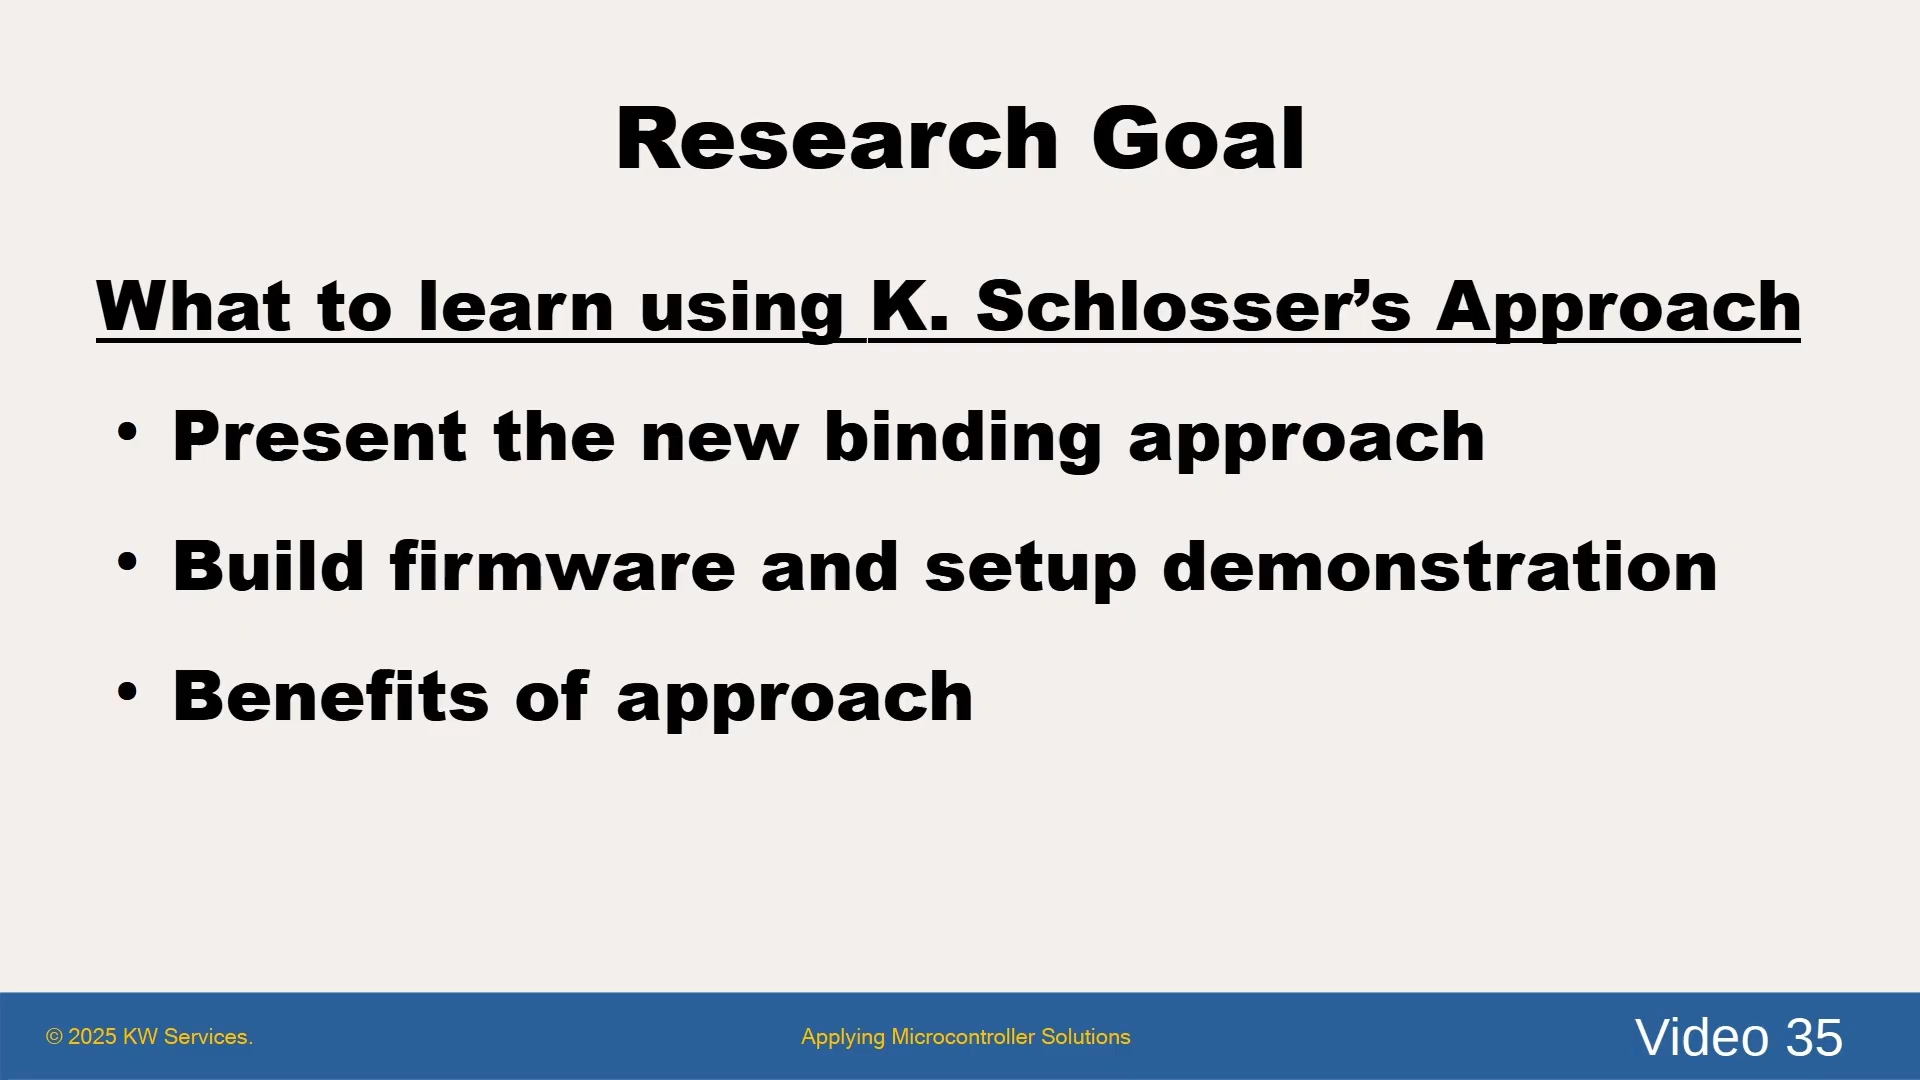 Research Goal
What to learn using K. Schlosser’s Approach
• Present the new binding approach
• Build firmware and setup demonstration
• Benefits of approach
© 2025 KW Services.
Applying Microcontroller Solutions
Video 35